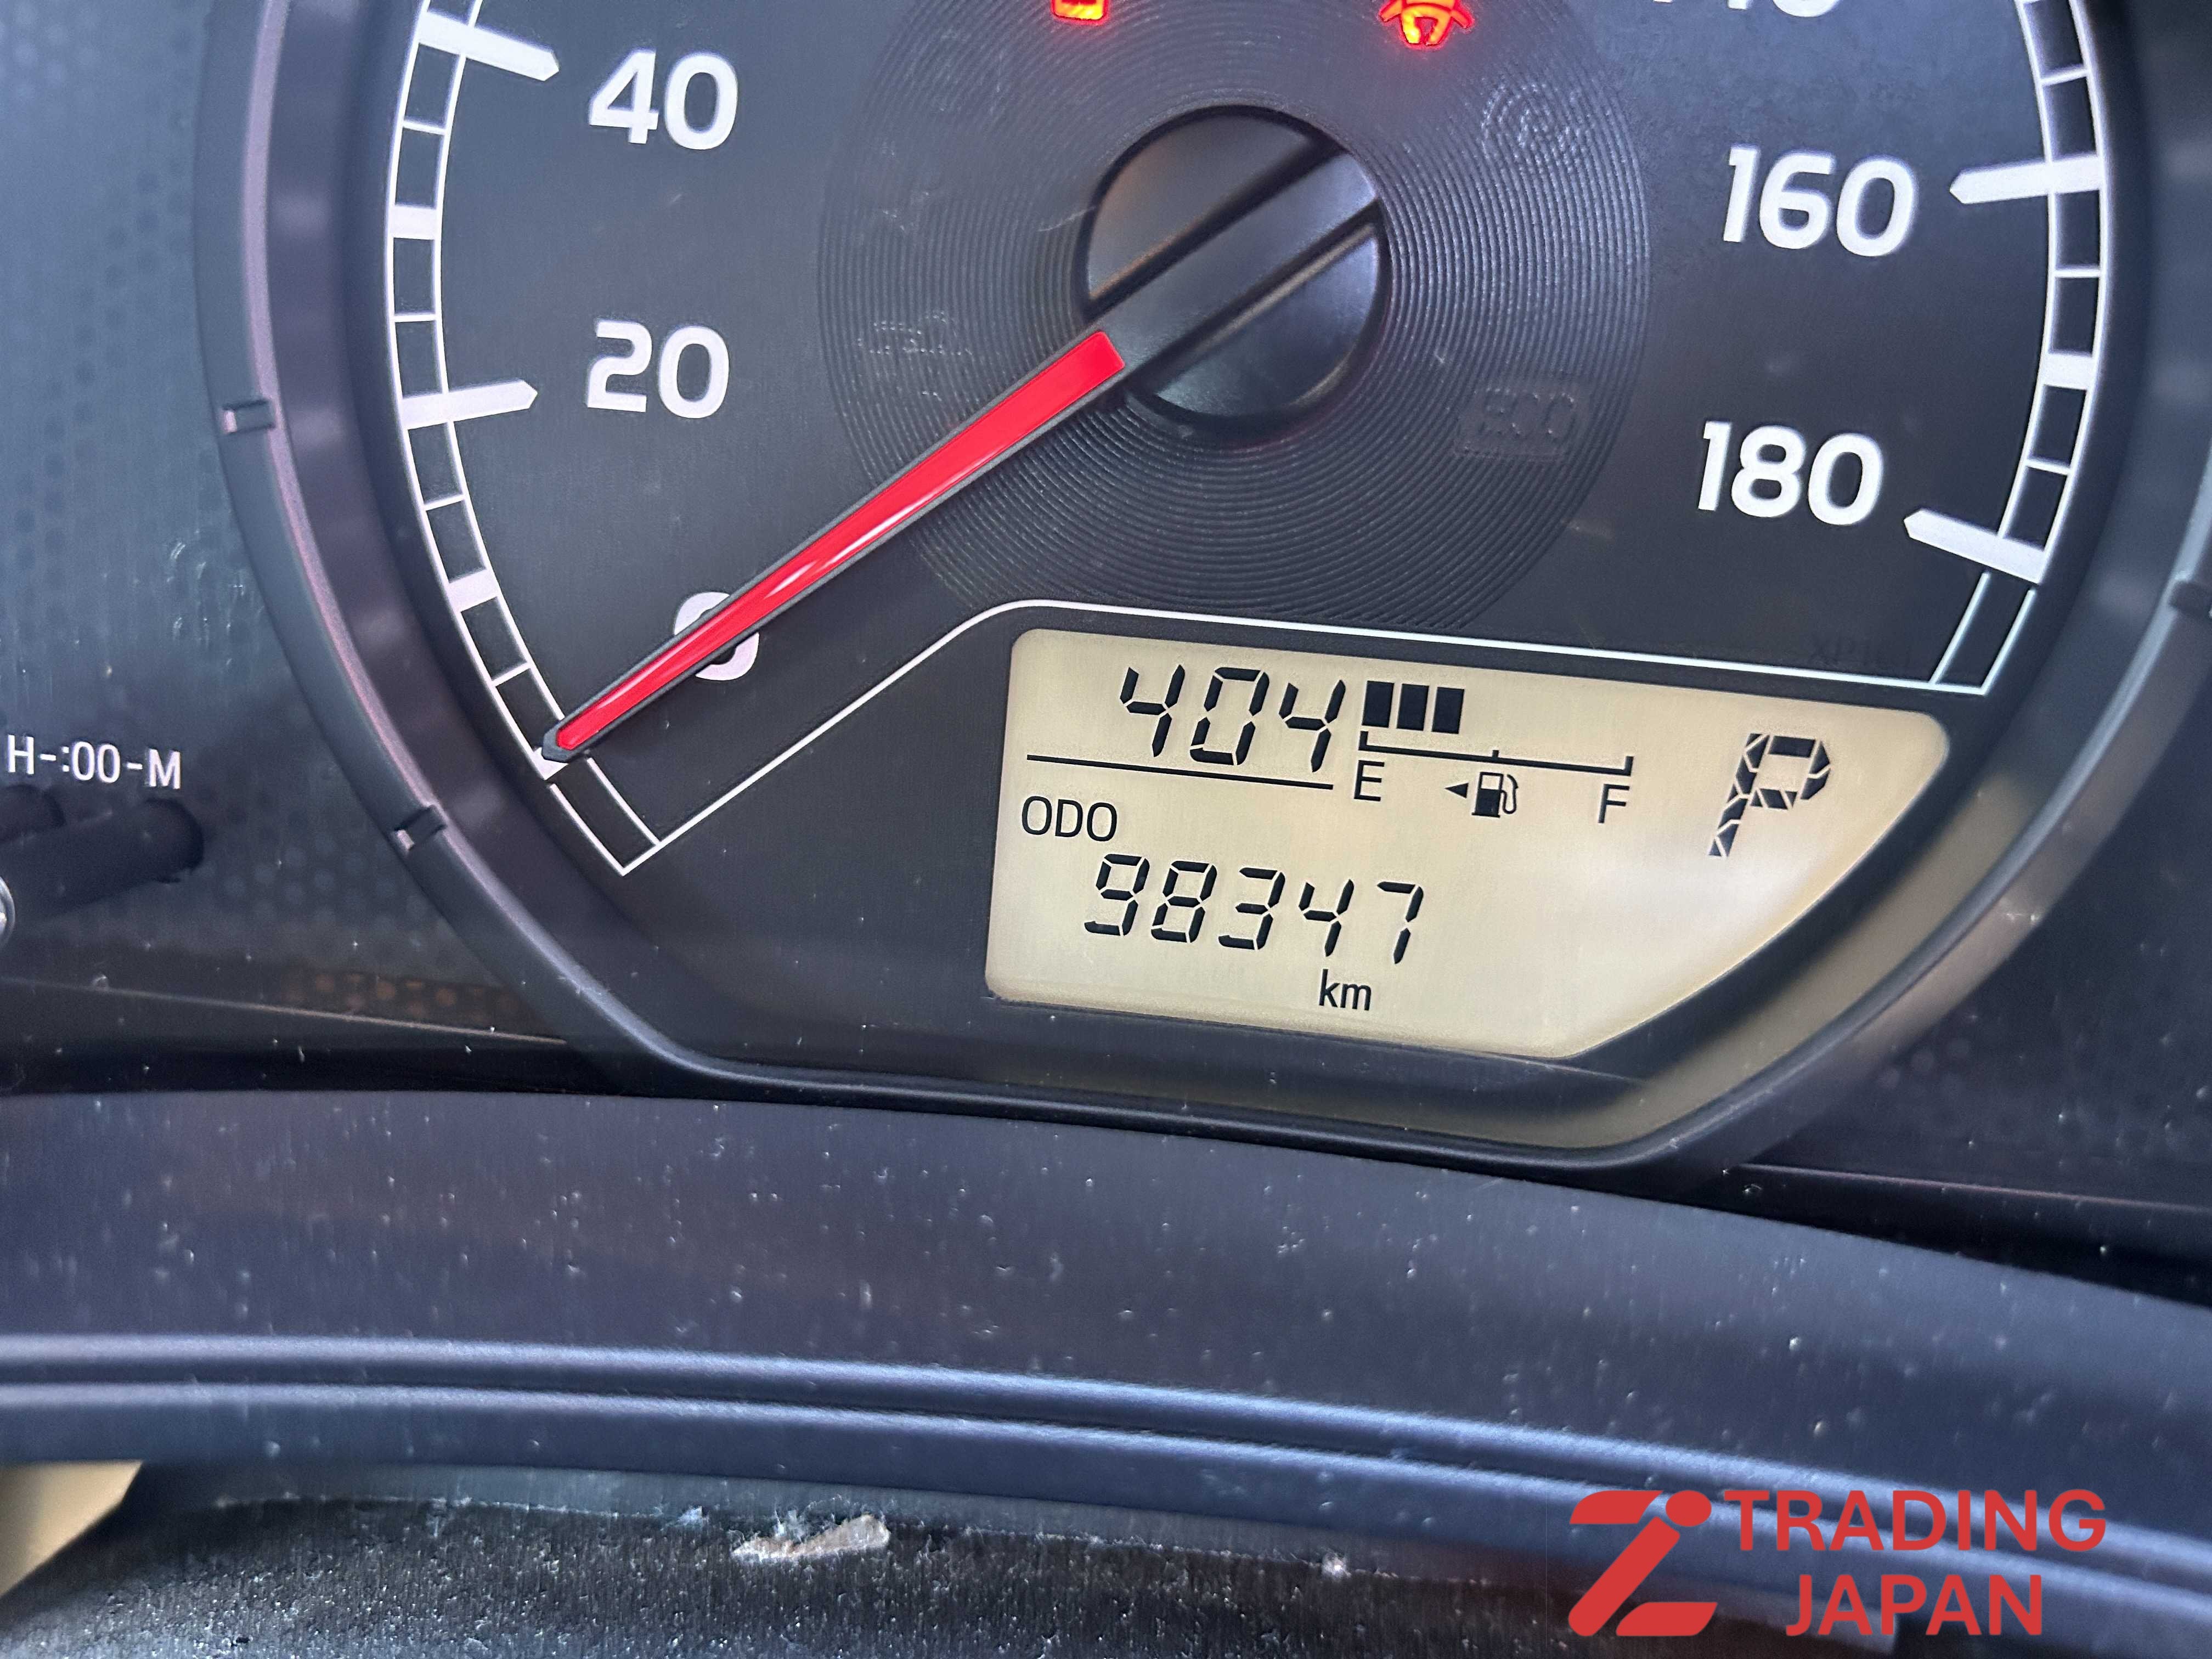 40
160
20
180
0
404
E
F
P
ODO
98347
km
H-:00-M
TRADING
JAPAN